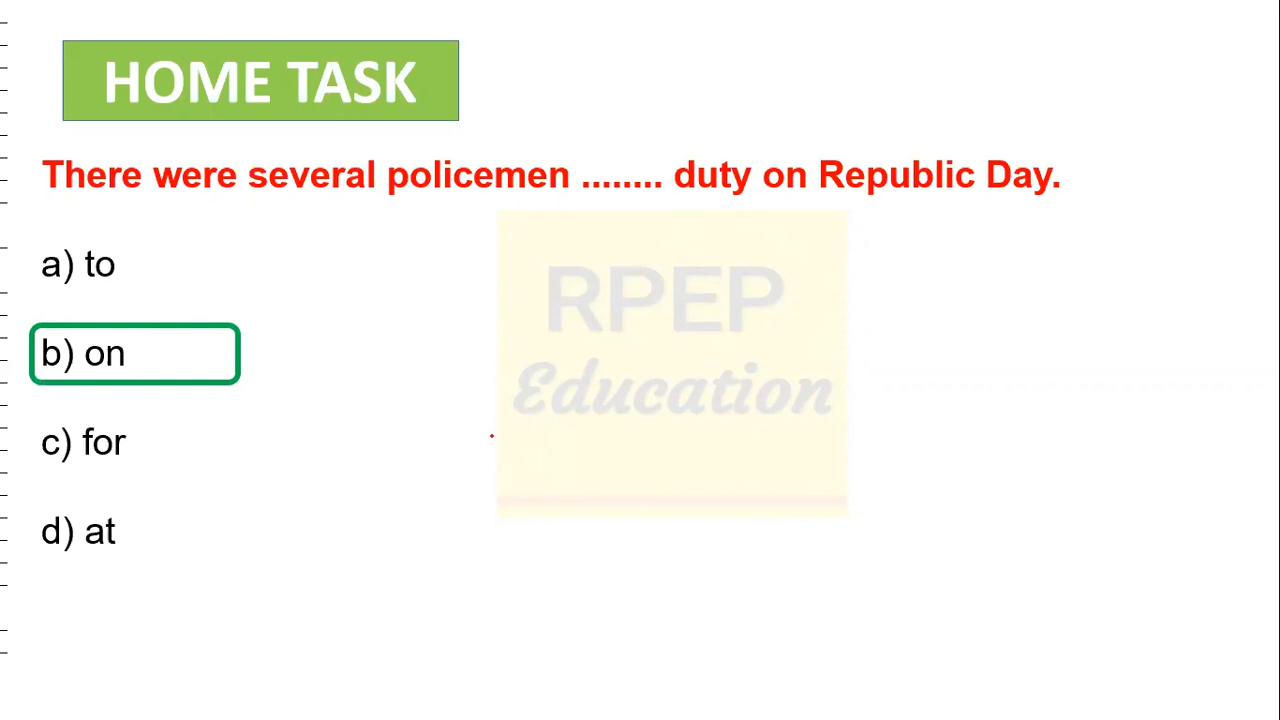 HOME TASK
There were several policemen ........ duty on Republic Day.
a) to
RPEP
b) on
Education
c) for
d) at